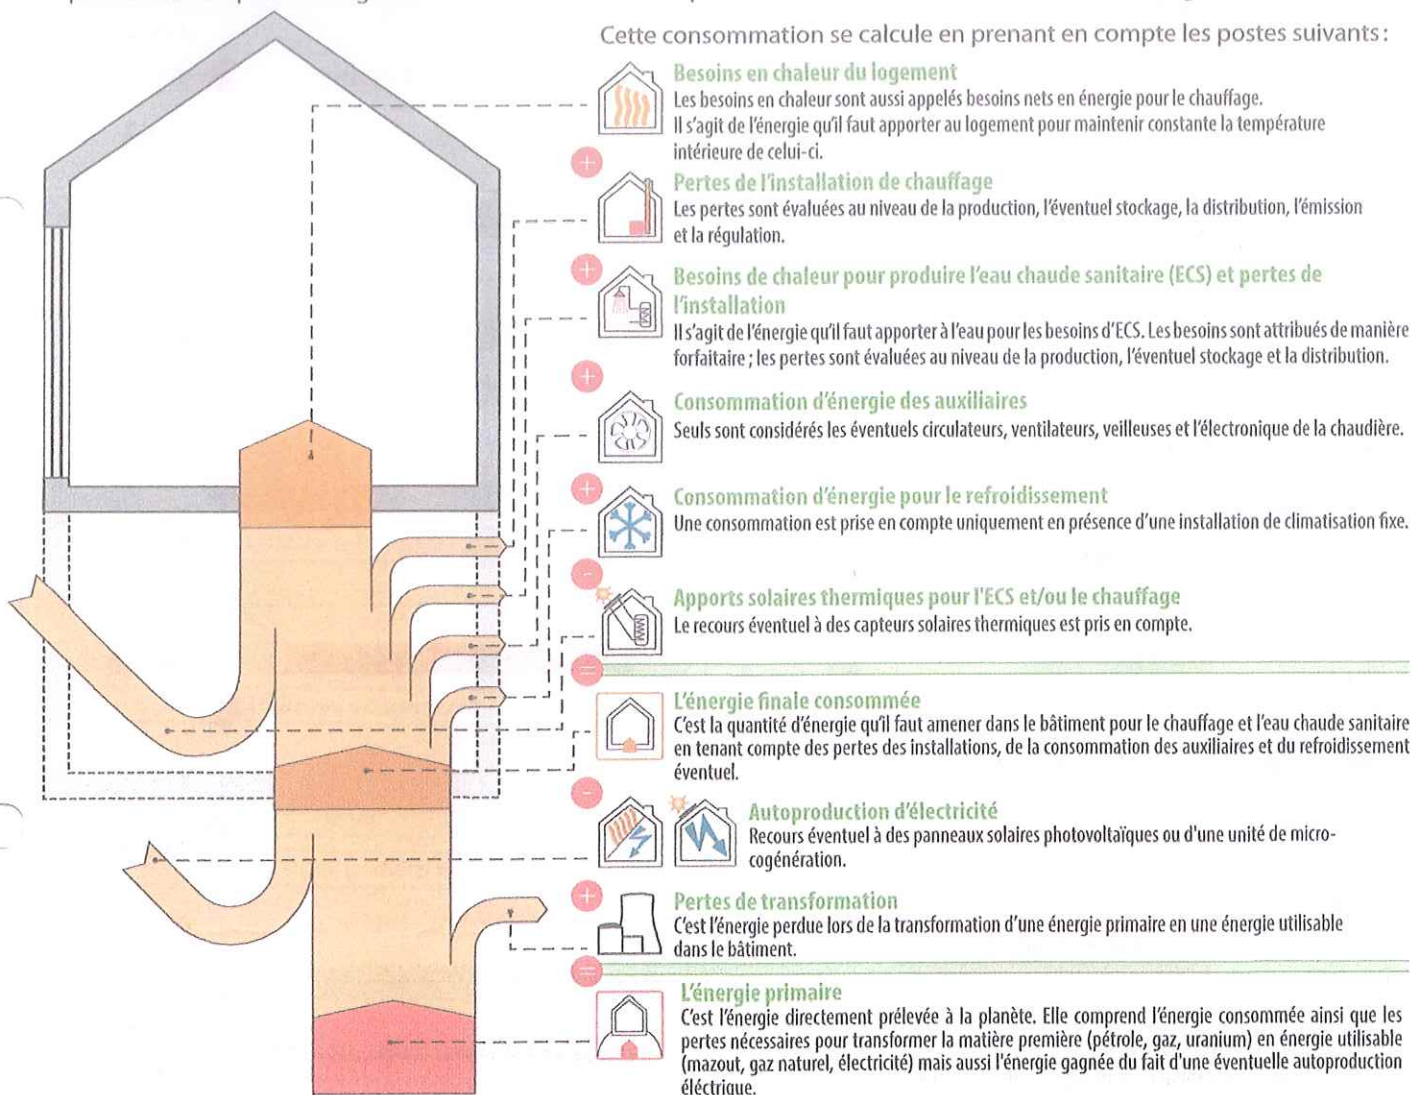 Cette consommation se calcule en prenant en compte les postes suivants :
Besoins en chaleur du logement
Les besoins en chaleur sont aussi appelés besoins nets en énergie pour le chauffage.
Il s'agit de l'énergie qu'il faut apporter au logement pour maintenir constante la température
intérieure de celui-ci.
+
Pertes de l'installation de chauffage
Les pertes sont évaluées au niveau de la production, l'éventuel stockage, la distribution, l'émission
et la régulation.
+
Besoins de chaleur pour produire l'eau chaude sanitaire (ECS) et pertes de
l'installation
Il s'agit de l'énergie qu'il faut apporter à l'eau pour les besoins d'ECS. Les besoins sont attribués de manière
forfaitaire ; les pertes sont évaluées au niveau de la production, l'éventuel stockage et la distribution.
+
Consommation d'énergie des auxiliaires
Seuls sont considérés les éventuels circulateurs, ventilateurs, veilleuses et l'électronique de la chaudière.
+
Consommation d'énergie pour le refroidissement
Une consommation est prise en compte uniquement en présence d'une installation de climatisation fixe.
-
Apports solaires thermiques pour l'ECS et/ou le chauffage
Le recours éventuel à des capteurs solaires thermiques est pris en compte.
=
L'énergie finale consommée
C'est la quantité d'énergie qu'il faut amener dans le bâtiment pour le chauffage et l'eau chaude sanitaire
en tenant compte des pertes des installations, de la consommation des auxiliaires et du refroidissement
éventuel.
-
Autoproduction d'électricité
Recours éventuel à des panneaux solaires photovoltaïques ou d'une unité de micro-
cogénération.
+
Pertes de transformation
C'est l'énergie perdue lors de la transformation d'une énergie primaire en une énergie utilisable
dans le bâtiment.
=
L'énergie primaire
C'est l'énergie directement prélevée à la planète. Elle comprend l'énergie consommée ainsi que les
pertes nécessaires pour transformer la matière première (pétrole, gaz, uranium) en énergie utilisable
(mazout, gaz naturel, électricité) mais aussi l'énergie gagnée du fait d'une éventuelle autoproduction
éléctrique.